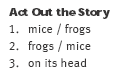 Act Out the Story
1. mice / frogs
2. frogs / mice
3. on its head